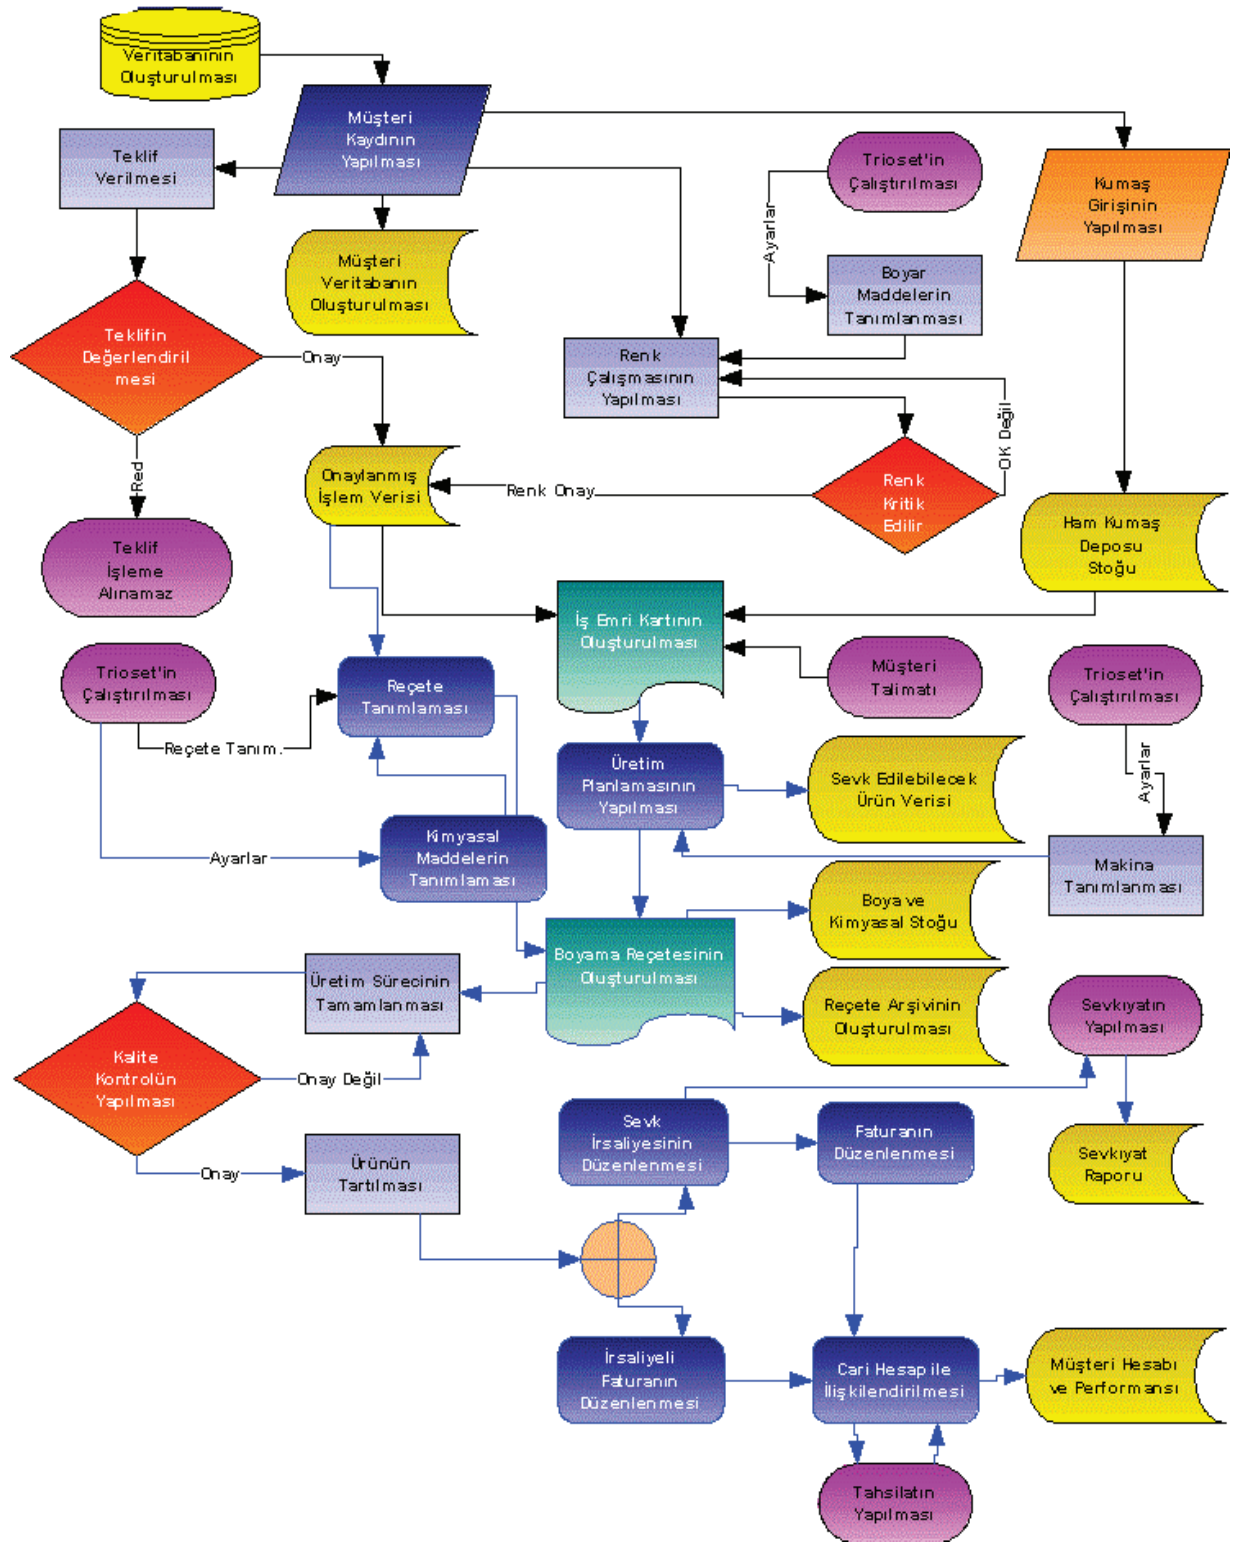 Veritabanının
Oluşturulması
Müşteri
Kaydının
Yapılması
Teklif
Verilmesi
Trioset'in
Çalıştırılması
Kumaş
Girişinin
Yapılması
Ayarlar
Müşteri
Veritabanın
Oluşturulması
Boyar
Maddelerin
Tanımlanması
Teklifin
Değerlendiril
mesi
Onay
Renk
Çalışmasının
Yapılması
OK Değil
Red
Onaylanmış
İşlem Verisi
Renk Onay
Renk
Kritik
Edilir
Ham Kumaş
Deposu
Stoğu
Teklif
İşleme
Alınamaz
İş Emri Kartının
Oluşturulması
Trioset'in
Çalıştırılması
Reçete
Tanımlaması
Müşteri
Talimatı
Trioset'in
Çalıştırılması
Reçete Tanım.
Ayarlar
Üretim
Planlamasının
Yapılması
Sevk Edilebilecek
Ürün Verisi
Ayarlar
Kimyasal
Maddelerin
Tanımlaması
Makina
Tanımlanması
Boya ve
Kimyasal Stoğu
Boyama Reçetesinin
Oluşturulması
Üretim Sürecinin
Tamamlanması
Reçete Arşivinin
Oluşturulması
Sevkıyatın
Yapılması
Kalite
Kontrolün
Yapılması
Onay Değil
Sevk
İrsaliyesinin
Düzenlenmesi
Faturanın
Düzenlenmesi
Sevkıyat
Raporu
Onay
Ürünün
Tartılması
İrsaliyeli
Faturanın
Düzenlenmesi
Cari Hesap ile
İlişkilendirilmesi
Müşteri Hesabı
ve Performansı
Tahsilatın
Yapılması